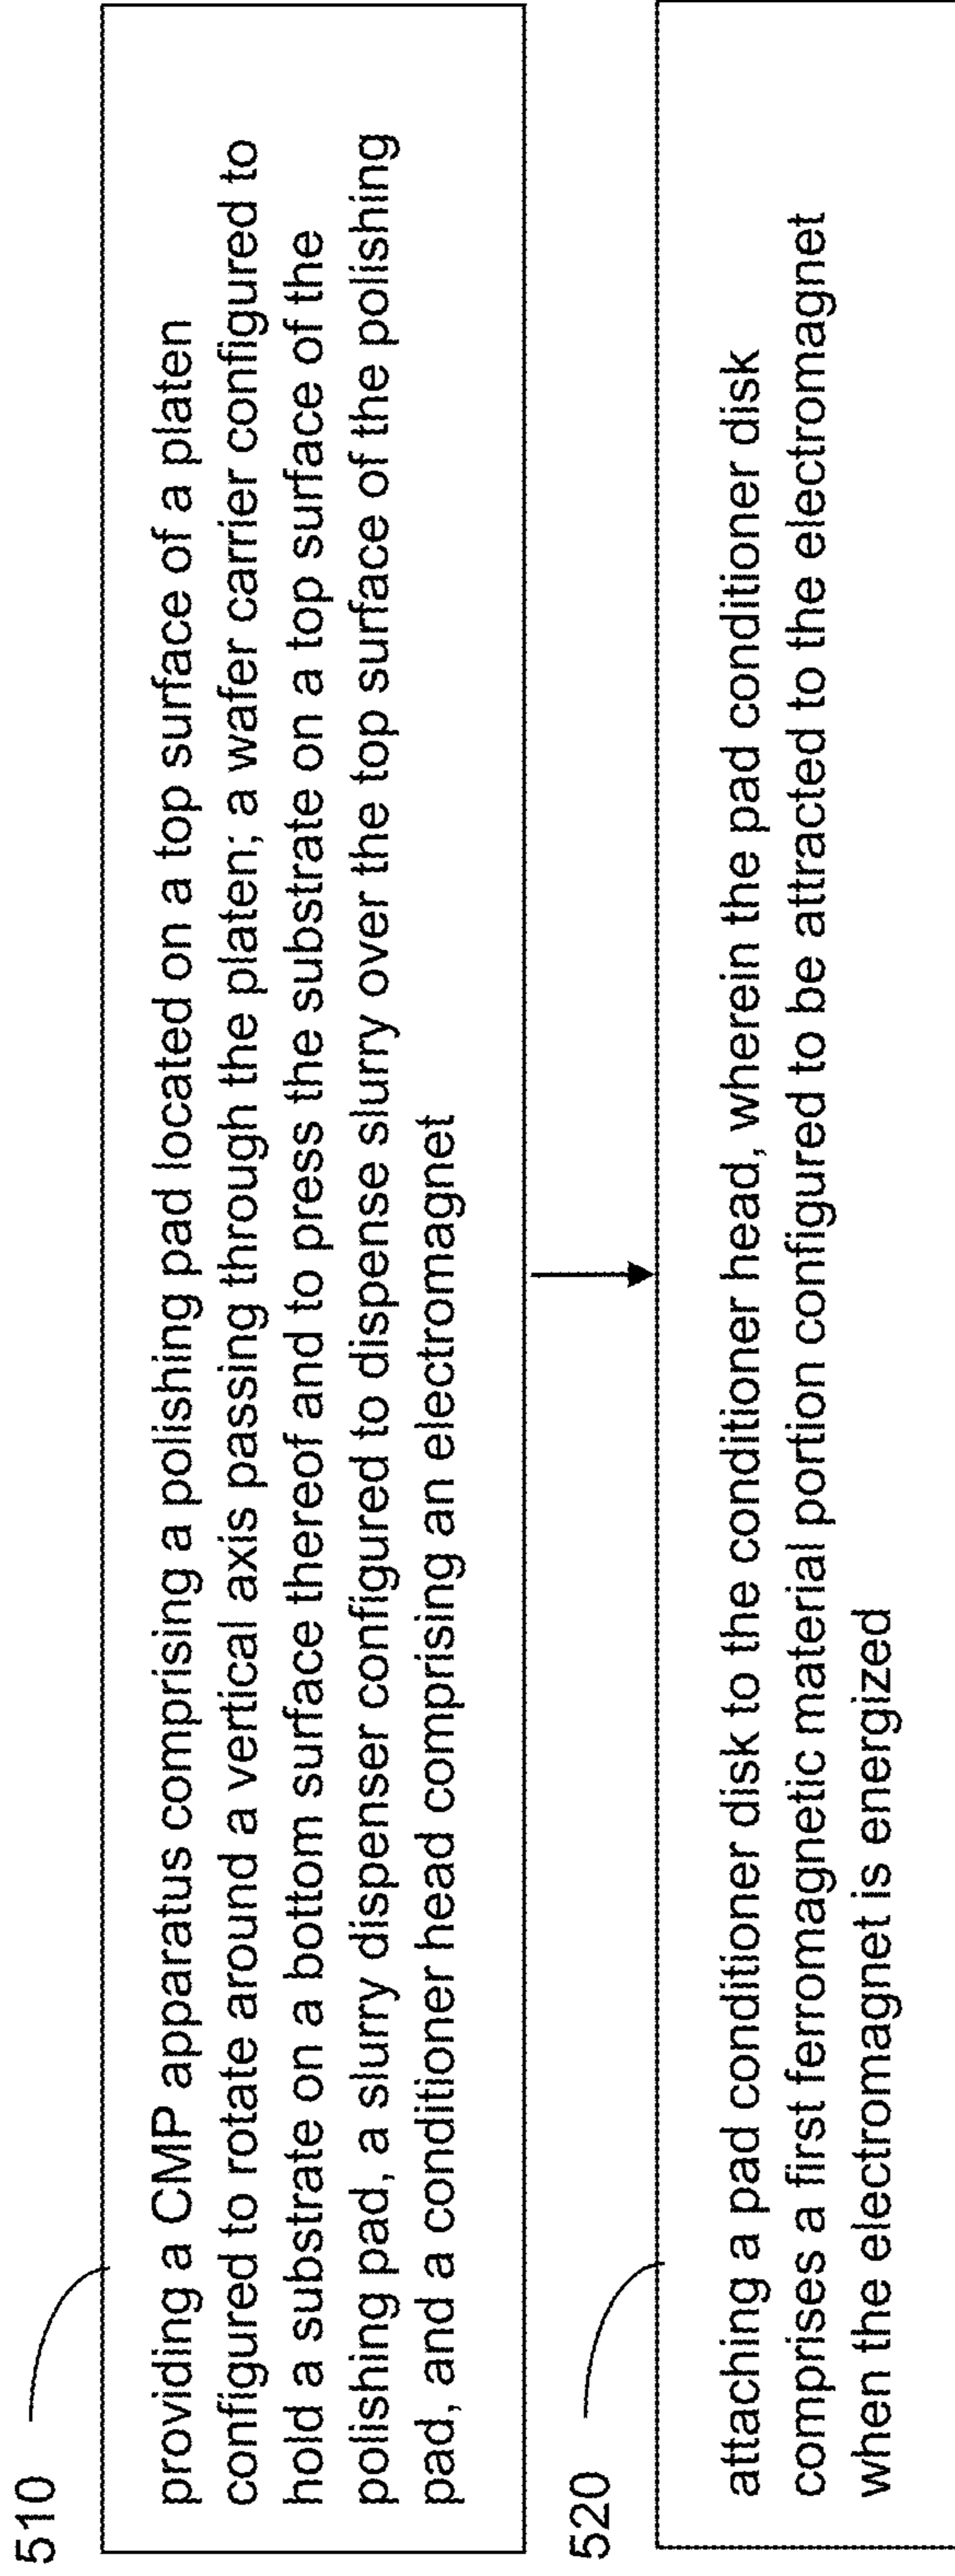 510
providing a CMP apparatus comprising a polishing pad located on a top surface of a platen
configured to rotate around a vertical axis passing through the platen; a wafer carrier configured to
hold a substrate on a bottom surface thereof and to press the substrate on a top surface of the
polishing pad, a slurry dispenser configured to dispense slurry over the top surface of the polishing
pad, and a conditioner head comprising an electromagnet
520
attaching a pad conditioner disk to the conditioner head, wherein the pad conditioner disk
comprises a first ferromagnetic material portion configured to be attracted to the electromagnet
when the electromagnet is energized